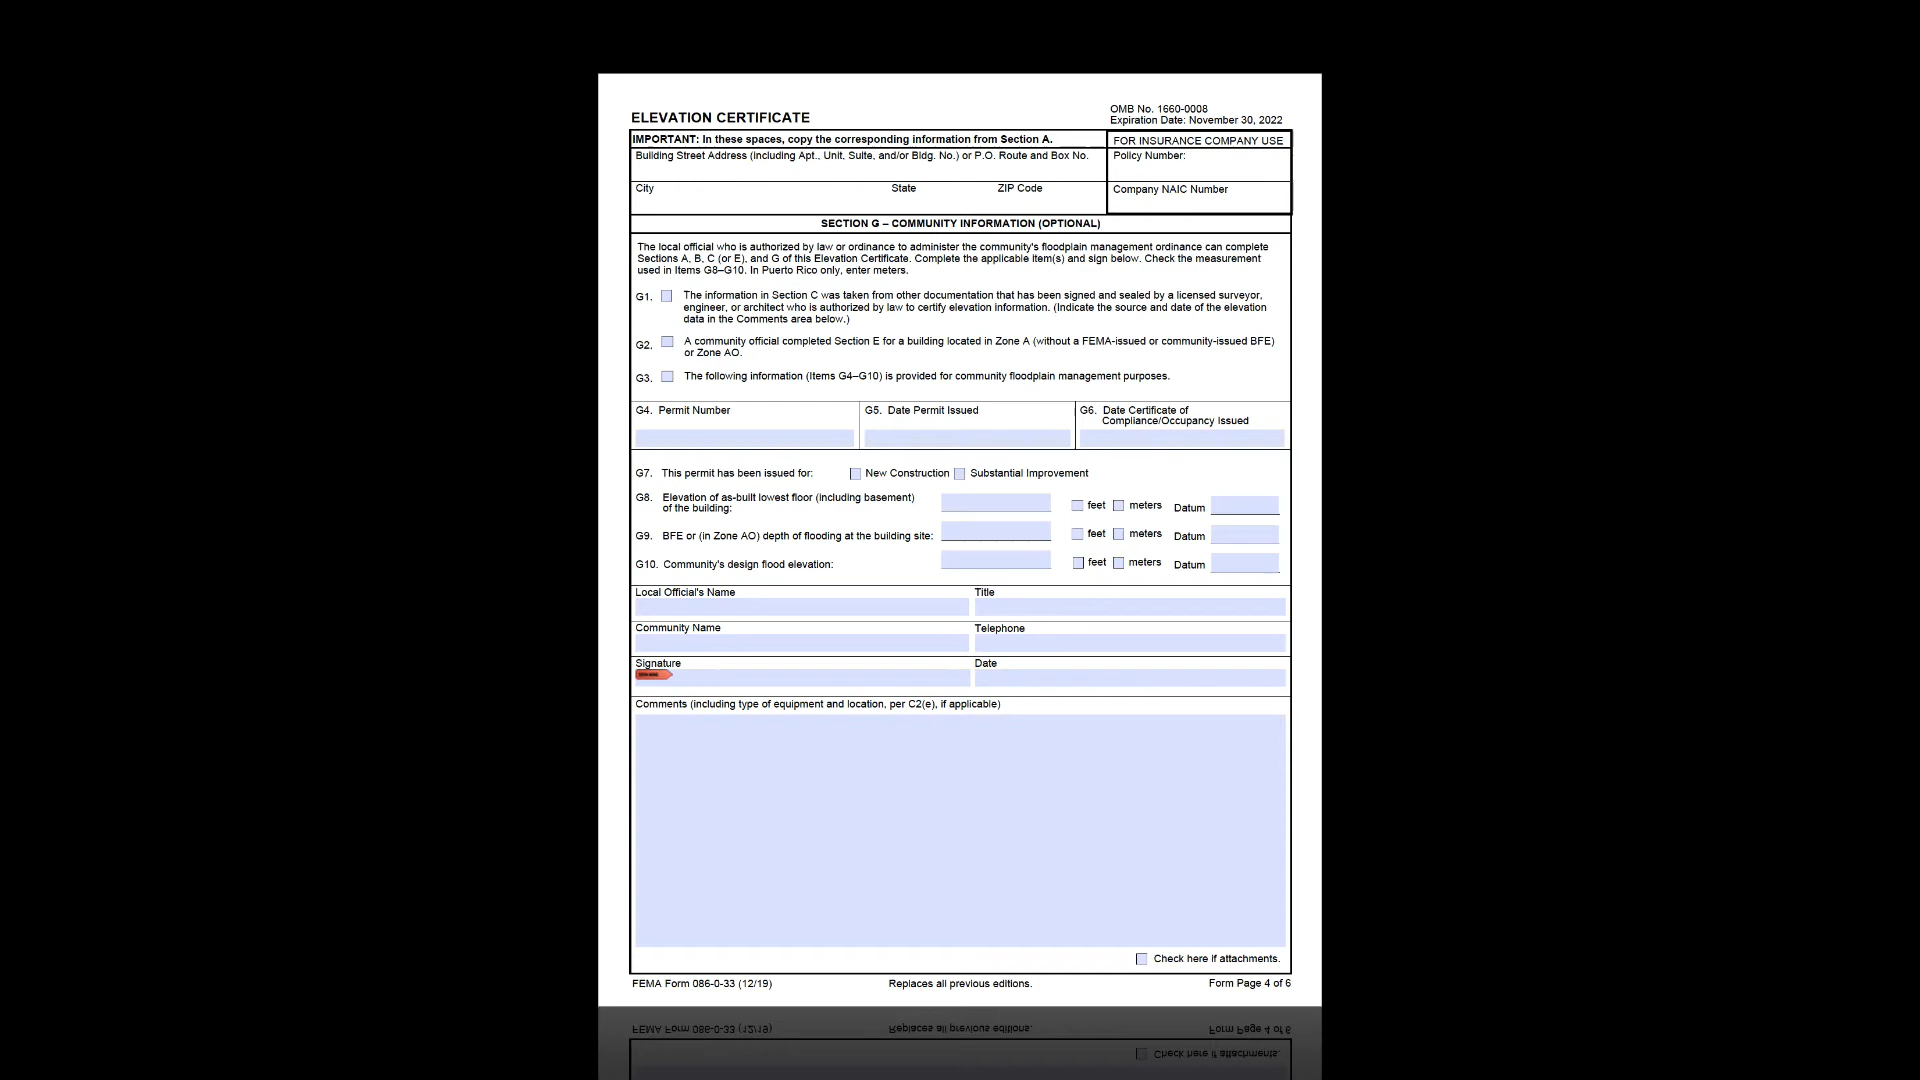 ELEVATION CERTIFICATE
OMB No. 1660-0008
Expiration Date: November 30, 2022
IMPORTANT: In these spaces, copy the corresponding information from Section A.
FOR INSURANCE COMPANY USE
Building Street Address (including Apt., Unit, Suite, and/or Bldg. No.) or P.O. Route and Box No.
Policy Number:
City State ZIP Code
Company NAIC Number
SECTION G – COMMUNITY INFORMATION (OPTIONAL)
The local official who is authorized by law or ordinance to administer the community's floodplain management ordinance can complete
Sections A, B, C (or E), and G of this Elevation Certificate. Complete the applicable item(s) and sign below. Check the measurement
used in Items G8–G10. In Puerto Rico only, enter meters.
G1. The information in Section C was taken from other documentation that has been signed and sealed by a licensed surveyor,
engineer, or architect who is authorized by law to certify elevation information. (Indicate the source and date of the elevation
data in the Comments area below.)
G2. A community official completed Section E for a building located in Zone A (without a FEMA-issued or community-issued BFE)
or Zone AO.
G3. The following information (Items G4–G10) is provided for community floodplain management purposes.
G4. Permit Number
G5. Date Permit Issued
G6. Date Certificate of
Compliance/Occupancy Issued
G7. This permit has been issued for: New Construction Substantial Improvement
G8. Elevation of as-built lowest floor (including basement)
of the building: feet meters Datum
G9. BFE or (in Zone AO) depth of flooding at the building site: feet meters Datum
G10. Community's design flood elevation: feet meters Datum
Local Official's Name Title
Community Name Telephone
Signature Date
Comments (including type of equipment and location, per C2(e), if applicable)
Check here if attachments.
FEMA Form 086-0-33 (12/19) Replaces all previous editions. Form Page 4 of 6